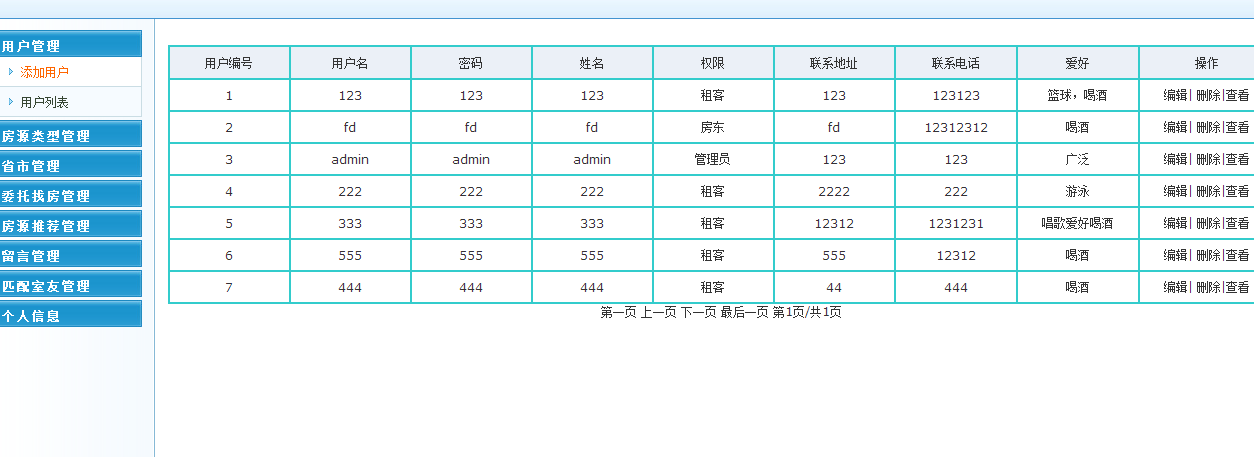 用户管理
添加用户
用户列表
房源类型管理
省市管理
委托找房管理
房源推荐管理
留言管理
匹配室友管理
个人信息
用户编号 用户名 密码 姓名 权限 联系地址 联系电话 爱好 操作
1 123 123 123 租客 123 123123 篮球，喝酒 编辑| 删除|查看
2 fd fd fd 房东 fd 12312312 喝酒 编辑| 删除|查看
3 admin admin admin 管理员 123 123 广泛 编辑| 删除|查看
4 222 222 222 租客 2222 222 游泳 编辑| 删除|查看
5 333 333 333 租客 12312 1231231 唱歌爱好喝酒 编辑| 删除|查看
6 555 555 555 租客 555 12312 喝酒 编辑| 删除|查看
7 444 444 444 租客 44 444 喝酒 编辑| 删除|查看
第一页 上一页 下一页 最后一页 第1页/共1页